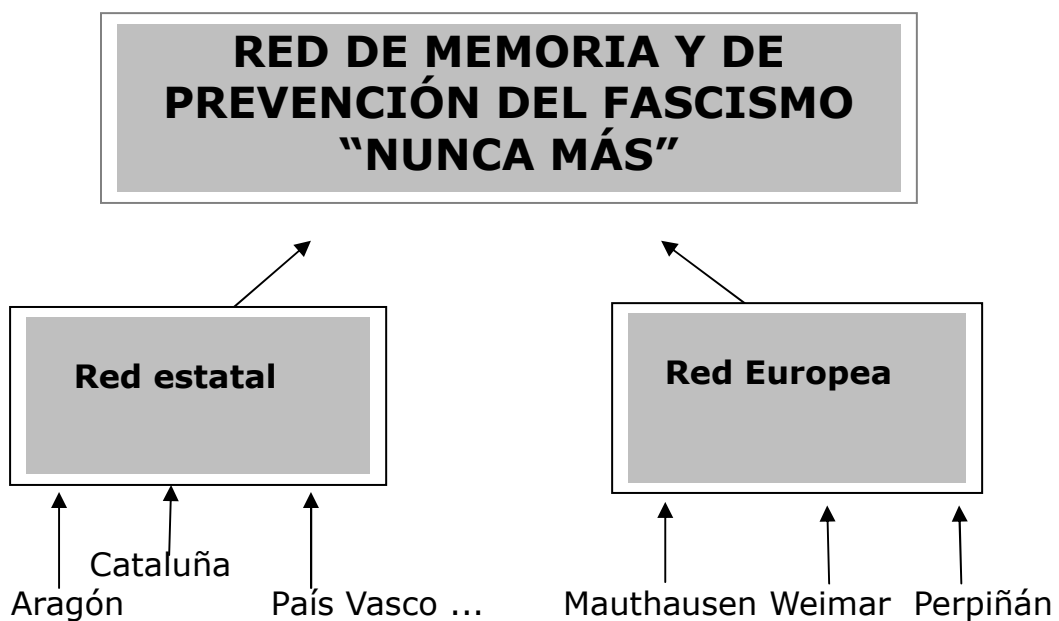 RED DE MEMORIA Y DE
PREVENCIÓN DEL FASCISMO
“NUNCA MÁS”
Red estatal
Red Europea
Cataluña
Aragón
País Vasco ...
Mauthausen
Weimar
Perpiñán